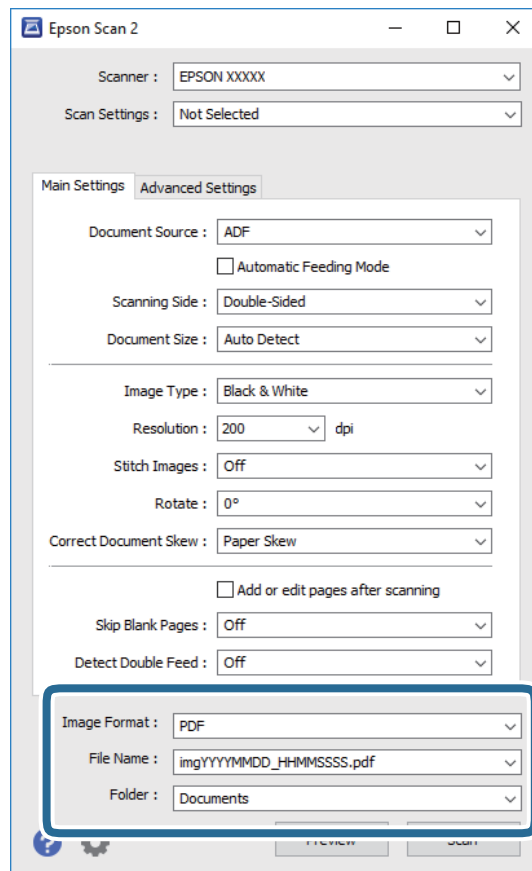 Epson Scan 2
Scanner : EPSON XXXXX
Scan Settings : Not Selected
Main Settings Advanced Settings
Document Source : ADF
Automatic Feeding Mode
Scanning Side : Double-Sided
Document Size : Auto Detect
Image Type : Black & White
Resolution : 200 dpi
Stitch Images : Off
Rotate : 0°
Correct Document Skew : Paper Skew
Add or edit pages after scanning
Skip Blank Pages : Off
Detect Double Feed : Off
Image Format : PDF
File Name : imgYYYYMMDD_HHMMSSSS.pdf
Folder : Documents
? Preview Scan